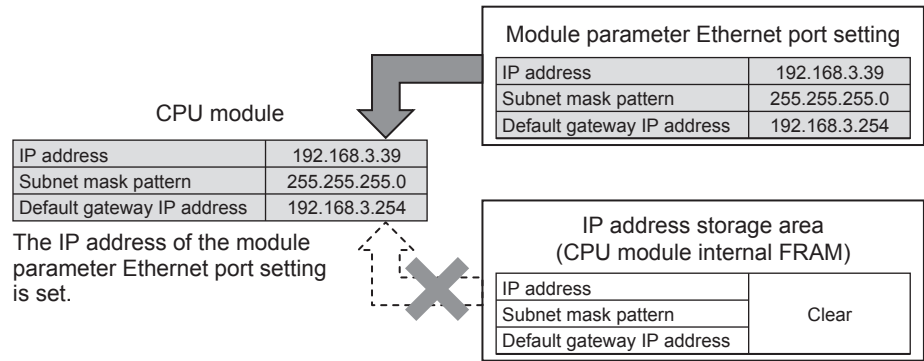 Module parameter Ethernet port setting
IP address 192.168.3.39
Subnet mask pattern 255.255.255.0
Default gateway IP address 192.168.3.254
CPU module
IP address 192.168.3.39
Subnet mask pattern 255.255.255.0
Default gateway IP address 192.168.3.254
The IP address of the module
parameter Ethernet port setting
is set.
IP address storage area
(CPU module internal FRAM)
IP address
Subnet mask pattern Clear
Default gateway IP address